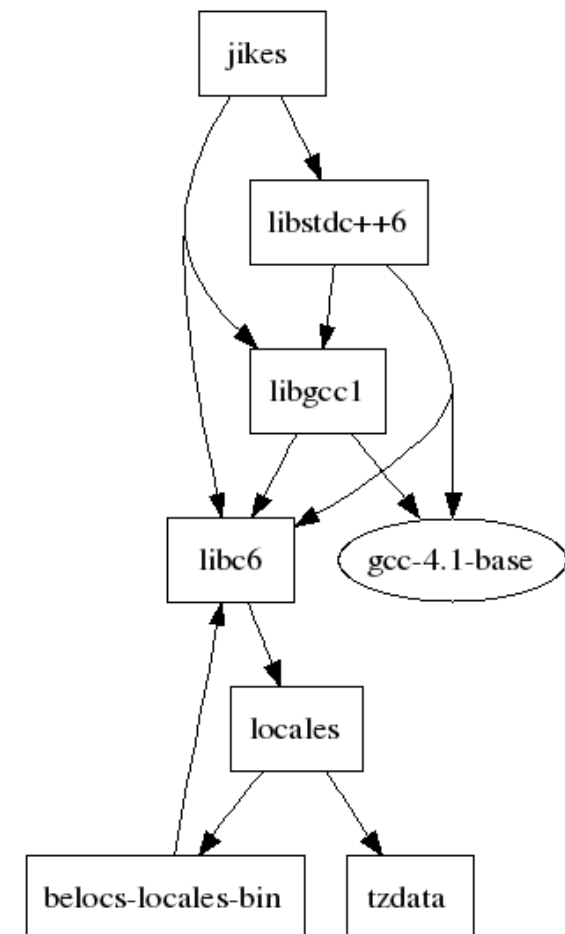 jikes
libstdc++6
libgcc1
libc6
gcc-4.1-base
locales
belocs-locales-bin
tzdata